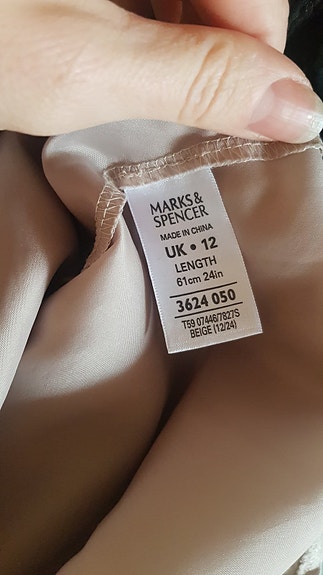 MARKS &
SPENCER
MADE IN CHINA
UK • 12
LENGTH
61cm 24in
3624 050
T59 07446/7827S
BEIGE (12/24)